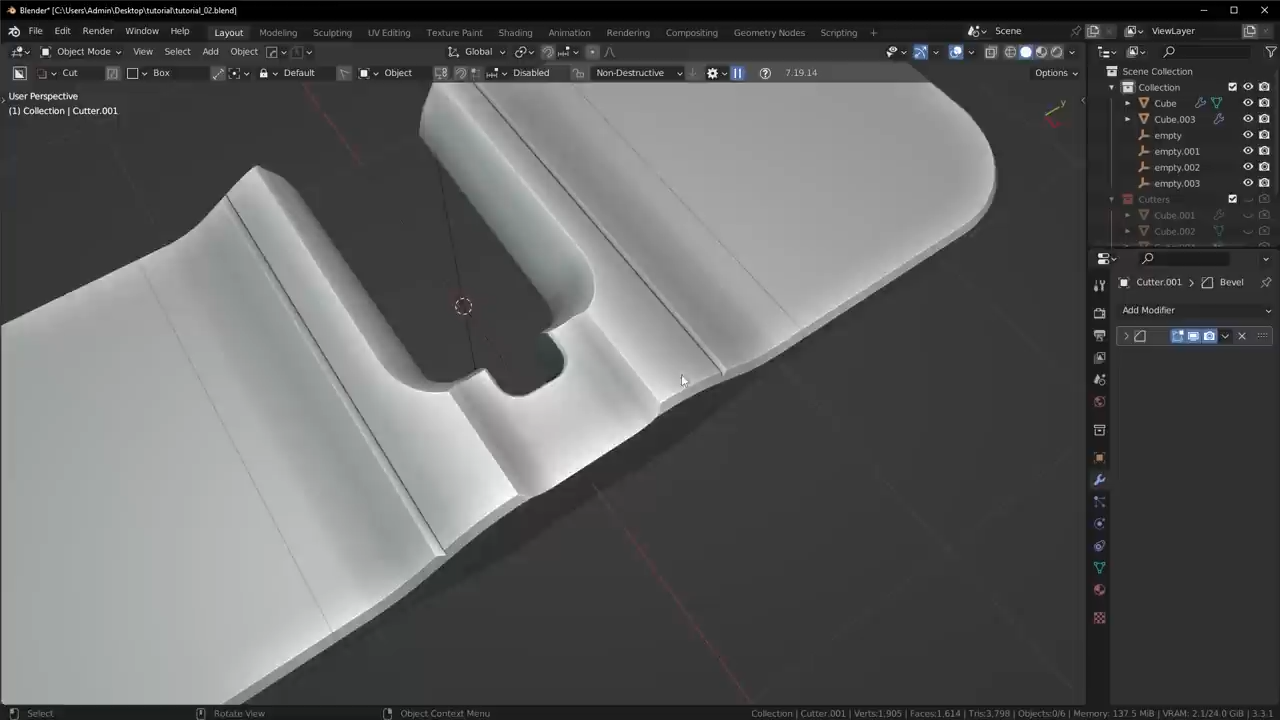 Blender* [C:\Users\Admin\Desktop\tutorial\tutorial_02.blend]
File Edit Render Window Help Layout Modeling Sculpting UV Editing Texture Paint Shading Animation Rendering Compositing Geometry Nodes Scripting + Scene ViewLayer
Object Mode View Select Add Object Global
Cut Box Default Object Disabled Non-Destructive 7.19.14 Options
User Perspective
(1) Collection | Cutter.001
y
Scene Collection
Collection
Cube
Cube.003
empty
empty.001
empty.002
empty.003
Cutters
Cube.001
Cube.002
Cutter.001 > Bevel
Add Modifier
Select Rotate View Object Context Menu Collection | Cutter.001 | Verts:1,905 | Faces:1,614 | Tris:3,798 | Objects:0/6 | Memory: 137.5 MiB | VRAM: 2.1/24.0 GiB | 3.3.1